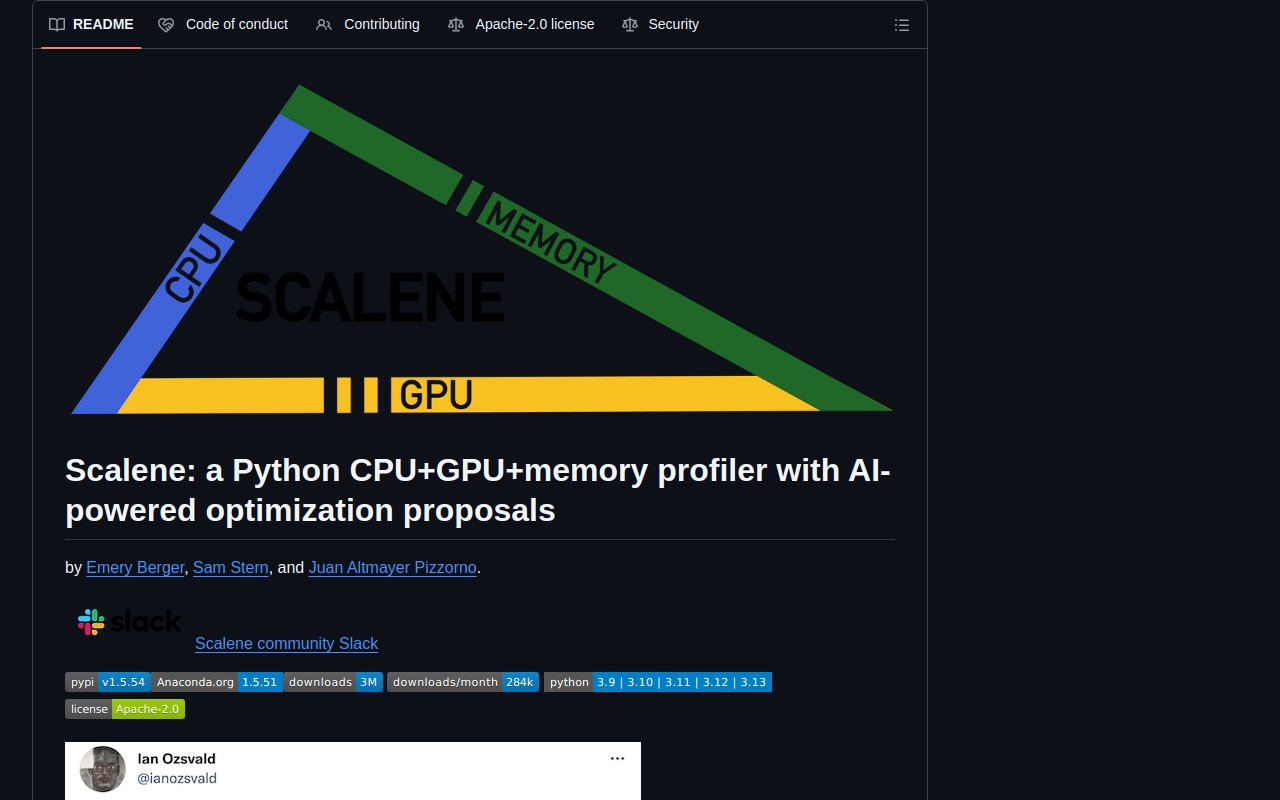 README Code of conduct Contributing Apache-2.0 license Security
CPU
MEMORY
SCALENE
GPU
Scalene: a Python CPU+GPU+memory profiler with AI-
powered optimization proposals
by Emery Berger, Sam Stern, and Juan Altmayer Pizzorno.
slack Scalene community Slack
pypi v1.5.54 Anaconda.org 1.5.51 downloads 3M downloads/month 284k python 3.9 | 3.10 | 3.11 | 3.12 | 3.13
license Apache-2.0
Ian Ozsvald
@ianozsvald